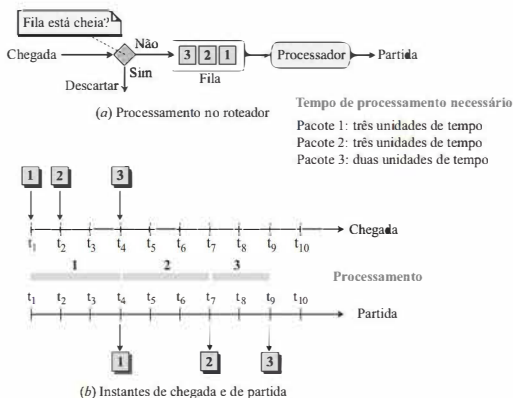 Fila está cheia?
Não
Chegada
3 2 1
Processador
Partida
Sim
Fila
Descartar
(a) Processamento no roteador
Tempo de processamento necessário
Pacote 1: três unidades de tempo
Pacote 2: três unidades de tempo
Pacote 3: duas unidades de tempo
1 2 3
Chegada
t1 t2 t3 t4 t5 t6 t7 t8 t9 t10
1 2 3
Processamento
t1 t2 t3 t4 t5 t6 t7 t8 t9 t10
Partida
1 2 3
(b) Instantes de chegada e de partida